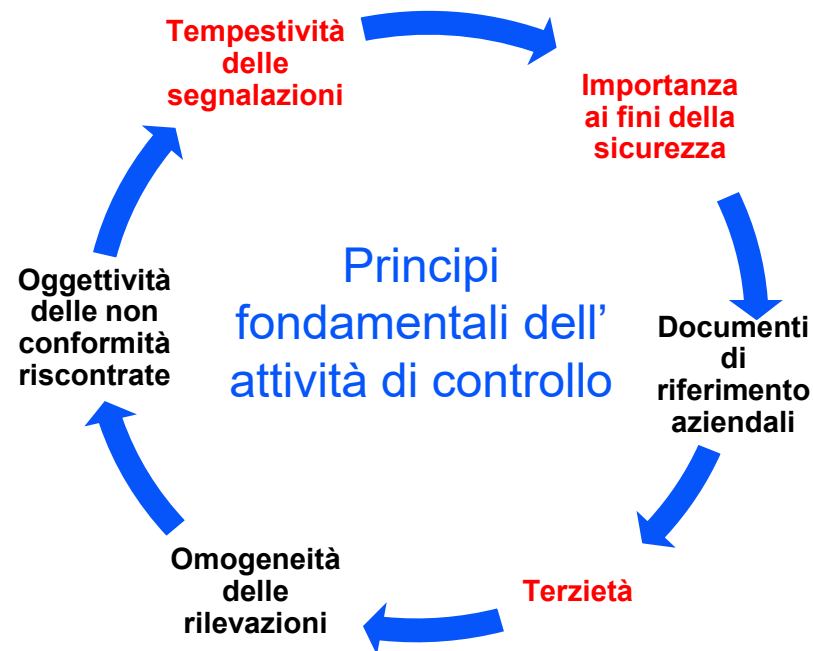 Tempestività
delle
segnalazioni
Importanza
ai fini della
sicurezza
Documenti
di
riferimento
aziendali
Terzietà
Omogeneità
delle
rilevazioni
Oggettività
delle non
conformità
riscontrate
Principi
fondamentali dell’
attività di controllo